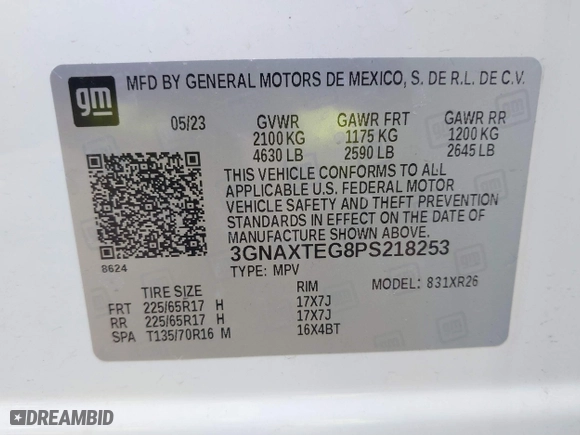 gm
MFD BY GENERAL MOTORS DE MEXICO, S. DE R.L. DE C.V.
05/23 GVWR GAWR FRT GAWR RR
2100 KG 1175 KG 1200 KG
4630 LB 2590 LB 2645 LB
THIS VEHICLE CONFORMS TO ALL
APPLICABLE U.S. FEDERAL MOTOR
VEHICLE SAFETY AND THEFT PREVENTION
STANDARDS IN EFFECT ON THE DATE OF
MANUFACTURE SHOWN ABOVE.
8624
3GNAXTEG8PS218253
TYPE: MPV
MODEL: 831XR26
TIRE SIZE RIM
FRT 225/65R17 H 17X7J
RR 225/65R17 H 17X7J
SPA T135/70R16 M 16X4BT
DREAMBID